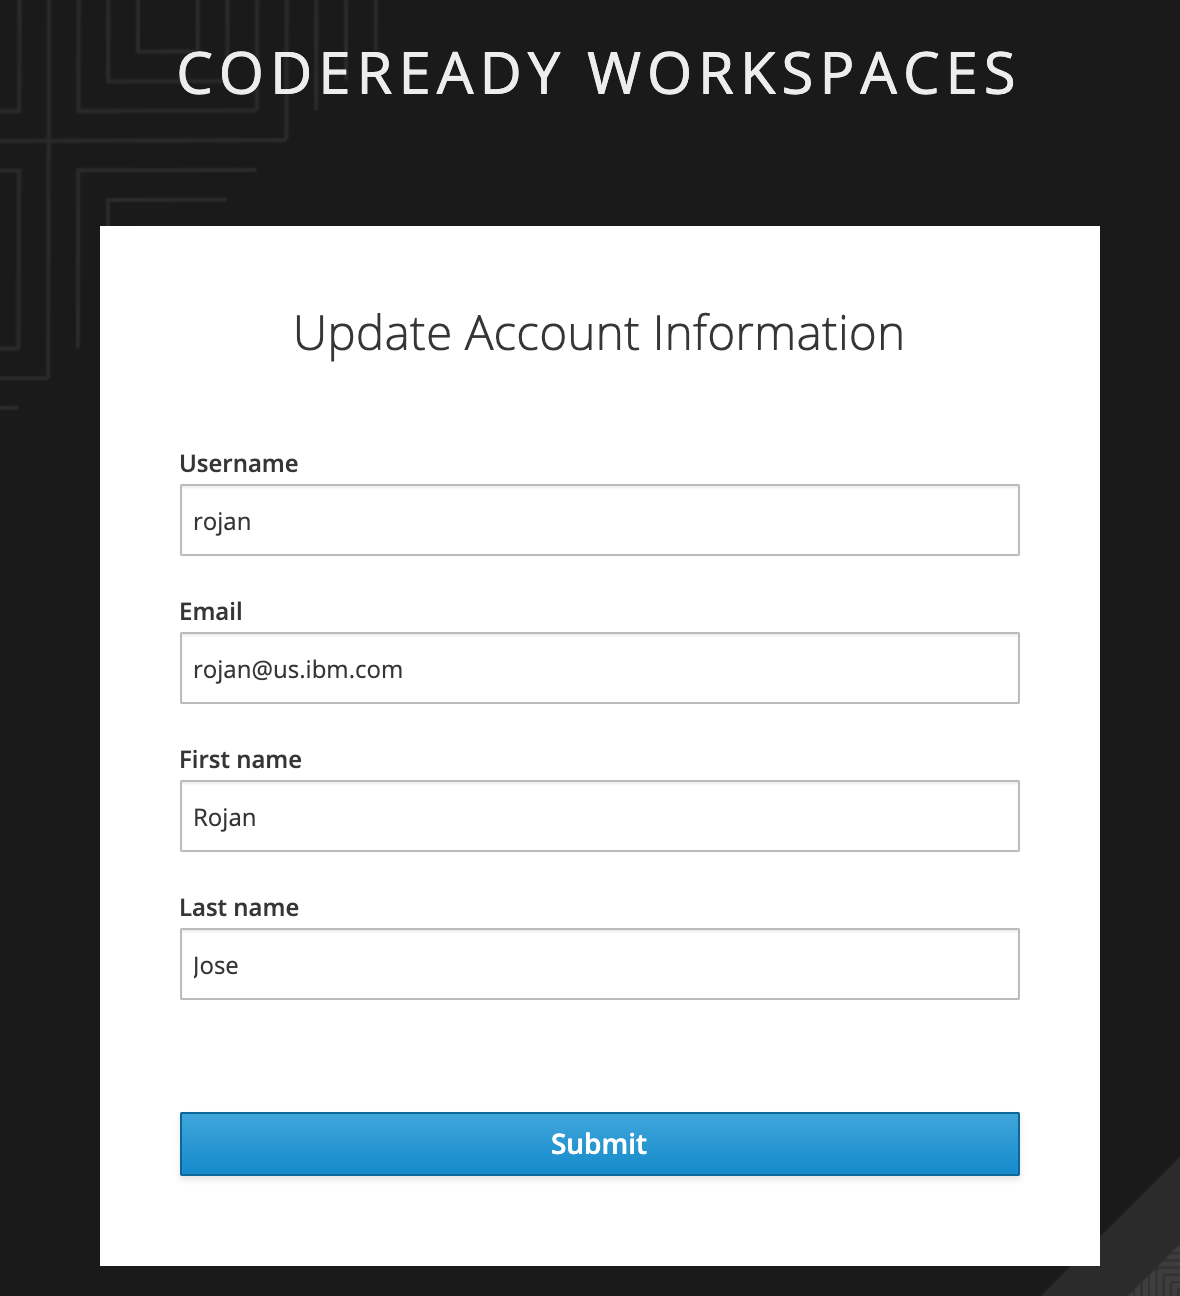 CODEREADY WORKSPACES
Update Account Information
Username
rojan
Email
rojan@us.ibm.com
First name
Rojan
Last name
Jose
Submit